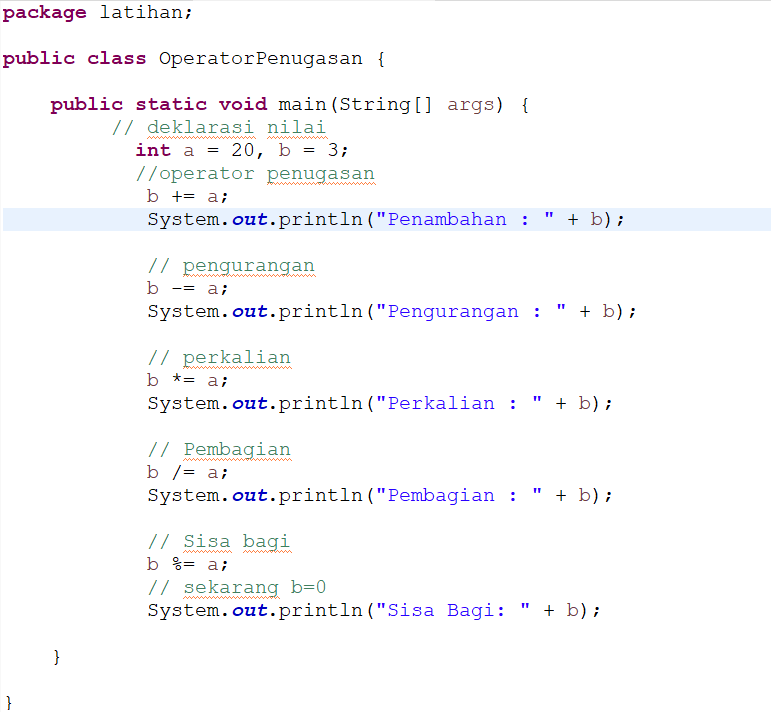 package latihan;
public class OperatorPenugasan {
public static void main(String[] args) {
// deklarasi nilai
int a = 20, b = 3;
//operator penugasan
b += a;
System.out.println("Penambahan : " + b);
// pengurangan
b -= a;
System.out.println("Pengurangan : " + b);
// perkalian
b *= a;
System.out.println("Perkalian : " + b);
// Pembagian
b /= a;
System.out.println("Pembagian : " + b);
// Sisa bagi
b %= a;
// sekarang b=0
System.out.println("Sisa Bagi: " + b);
}
}